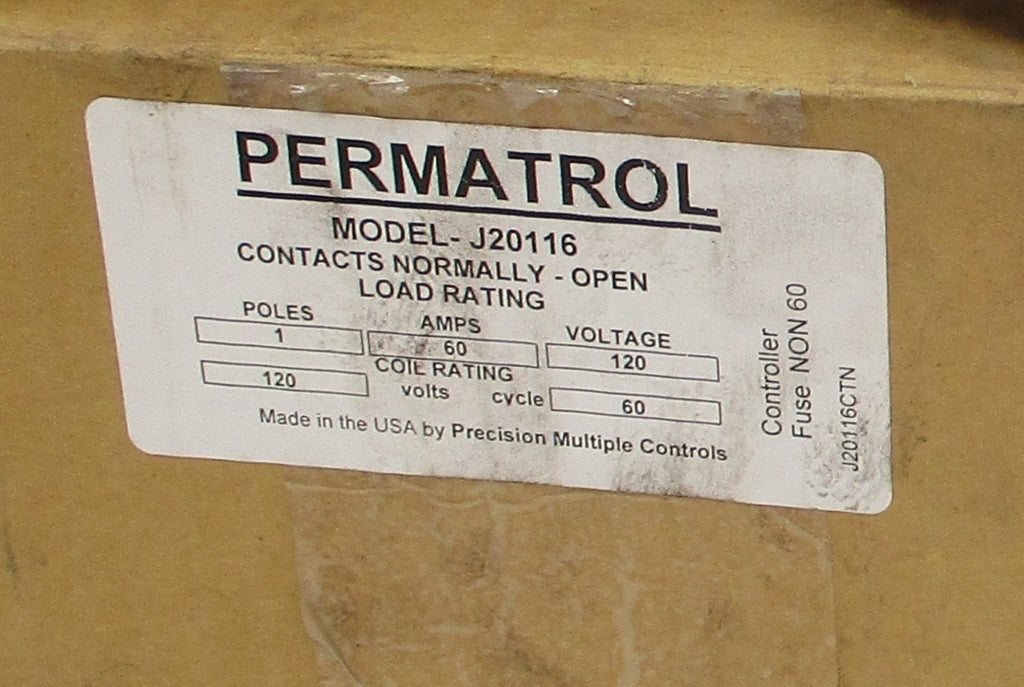 PERMATROL
MODEL- J20116
CONTACTS NORMALLY - OPEN
LOAD RATING
POLES AMPS VOLTAGE
1 60 120
COIL RATING
120 volts cycle 60
Made in the USA by Precision Multiple Controls
Controller
Fuse NON 60
J20116CTN